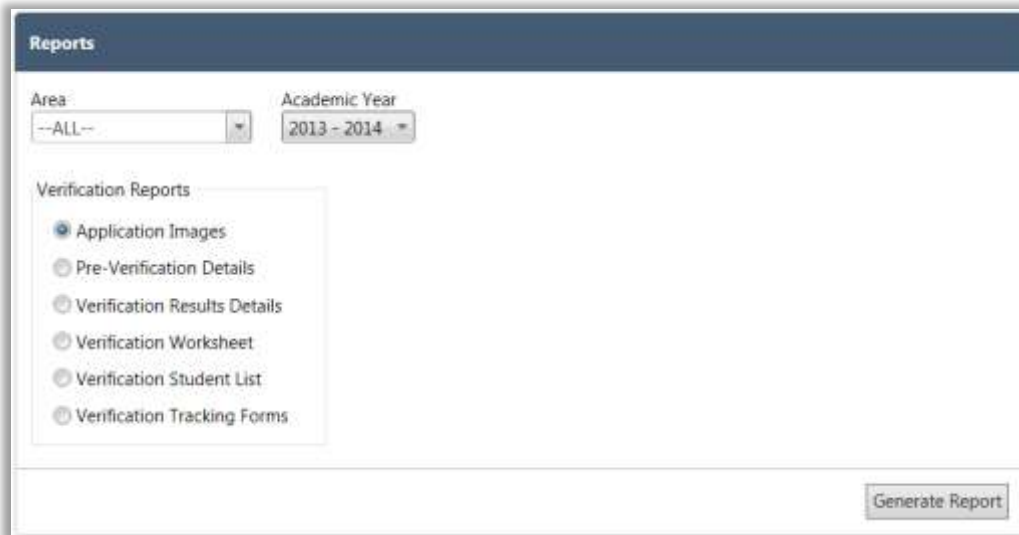 Reports
Area
Academic Year
--ALL--
2013 - 2014
Verification Reports
Application Images
Pre-Verification Details
Verification Results Details
Verification Worksheet
Verification Student List
Verification Tracking Forms
Generate Report